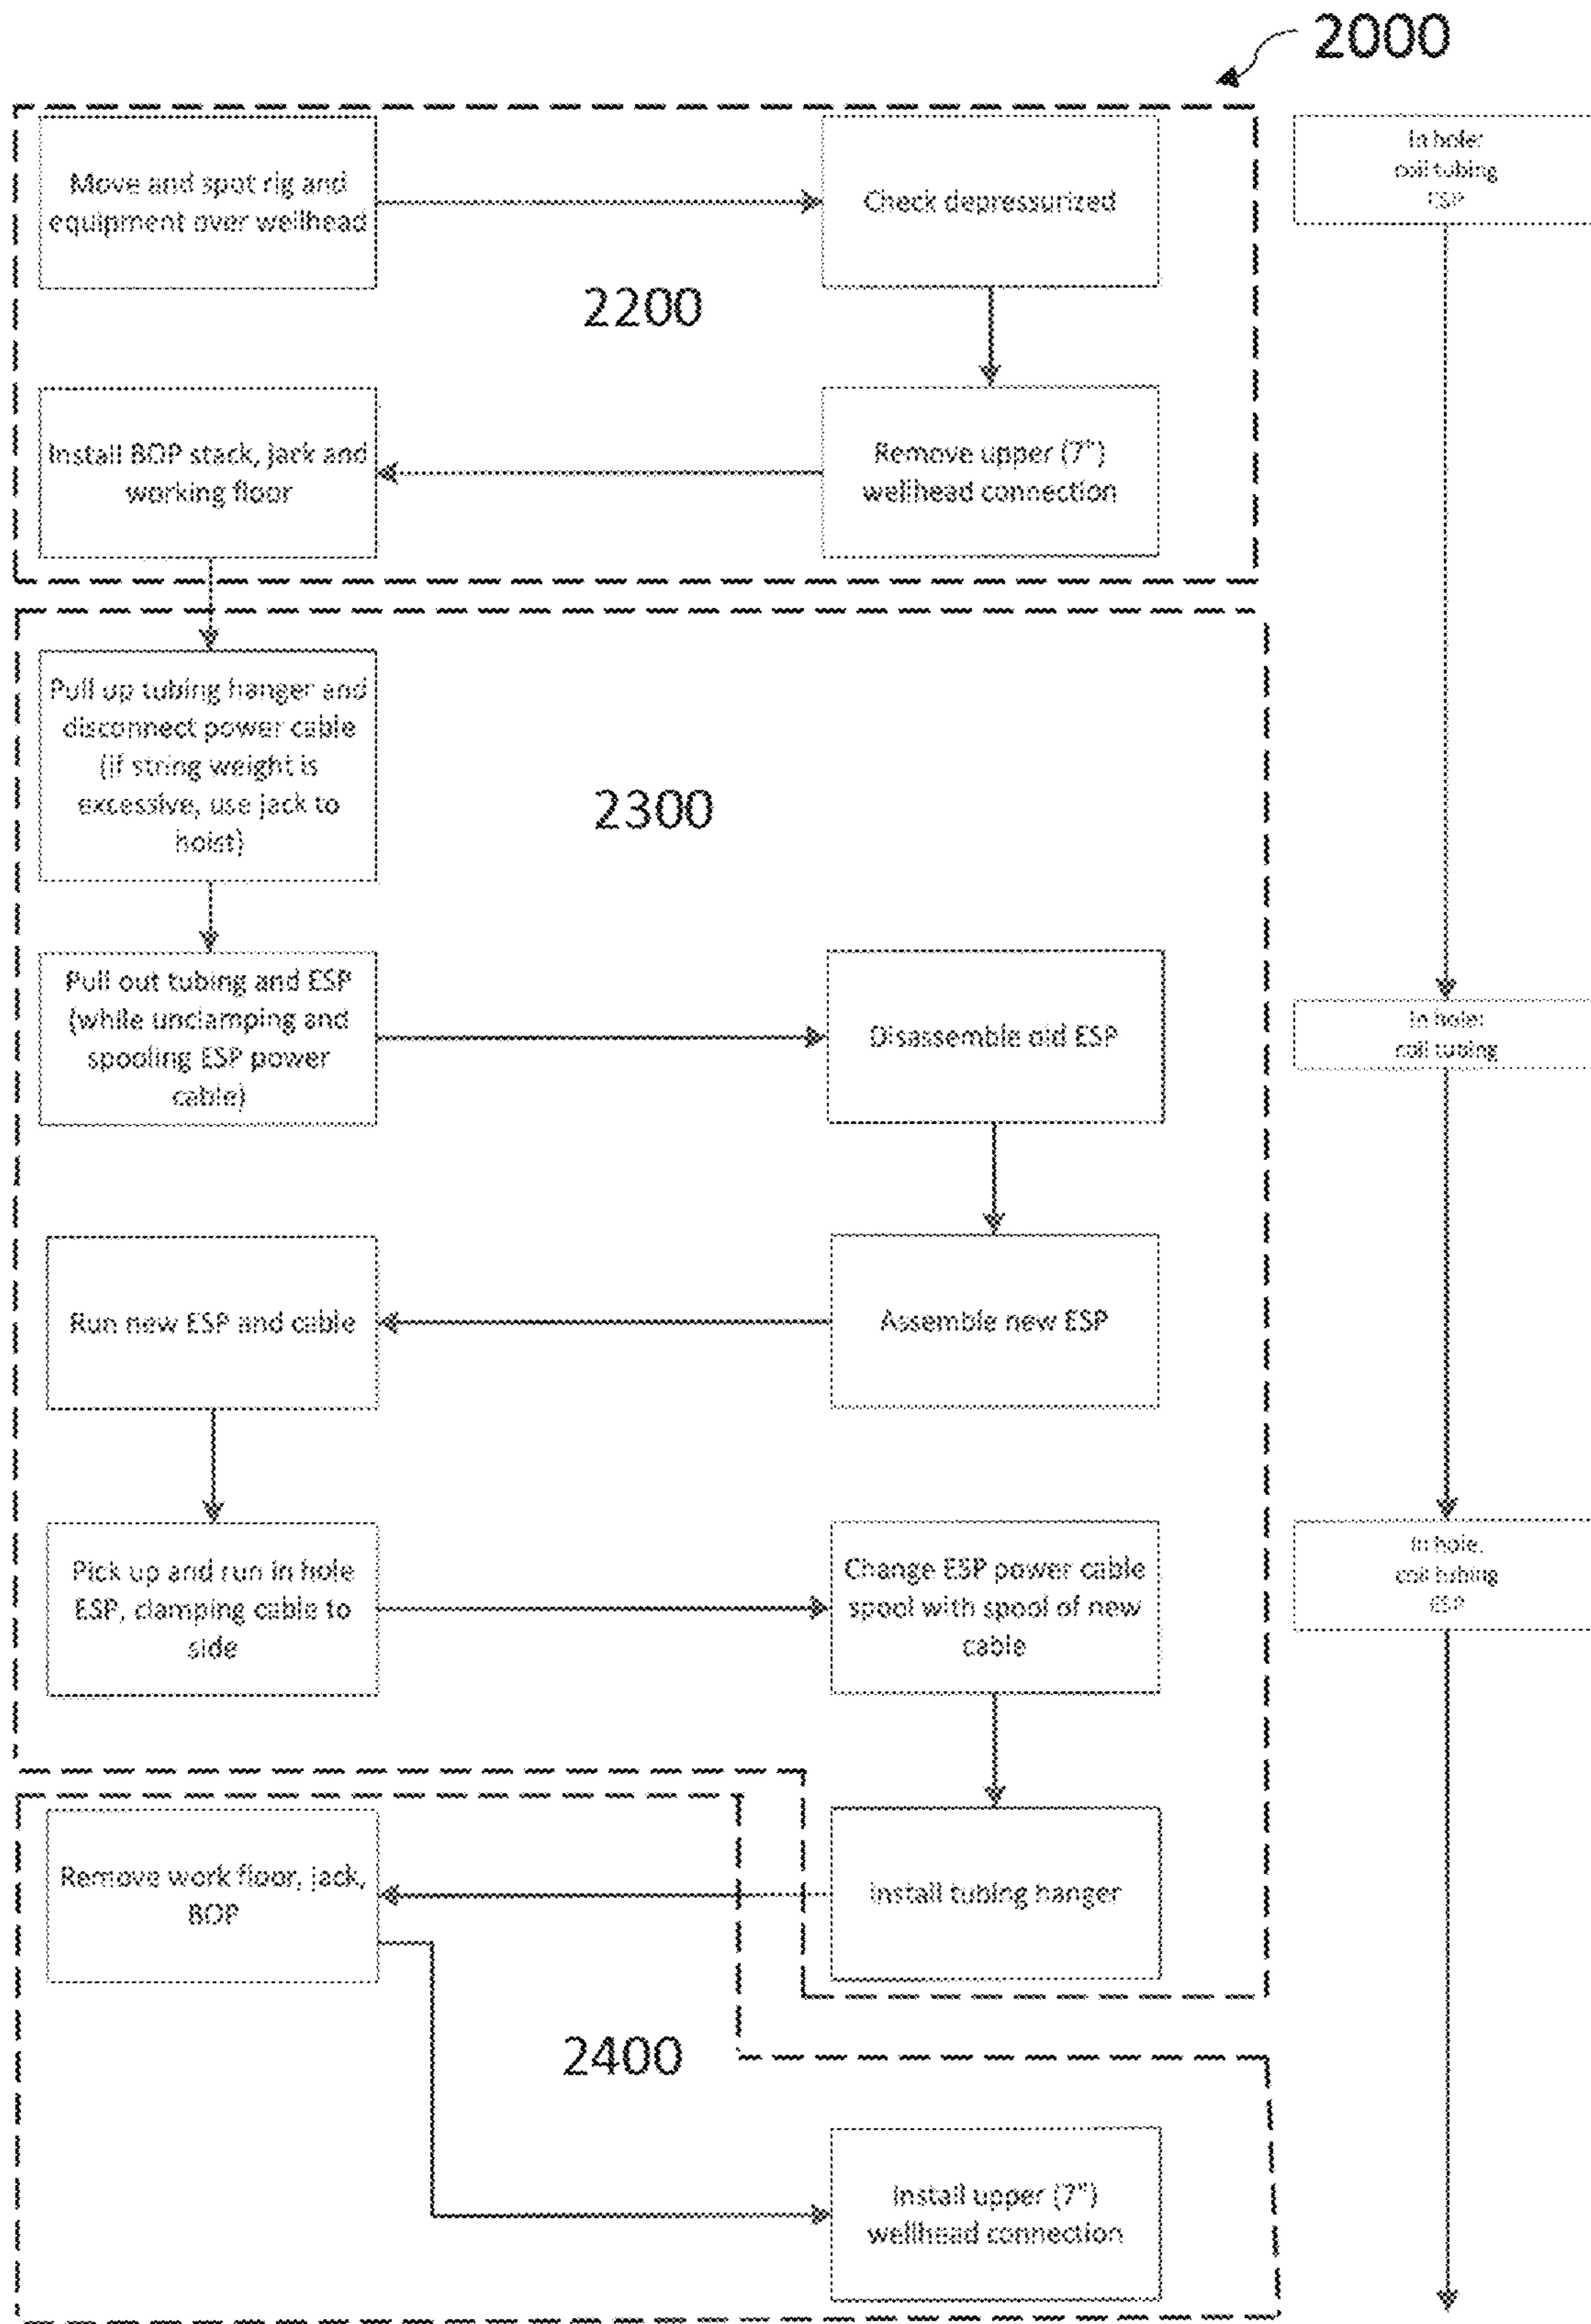 2000
Move and spot rig and
equipment over wellhead
Check depressurized
In hole:
coil tubing
ESP
2200
Install BOP stack, jack and
working floor
Remove upper (7")
wellhead connection
Pull up tubing hanger and
disconnect power cable
(if string weight is
excessive, use jack to
hoist)
2300
Pull out tubing and ESP
(while unclamping and
spooling ESP power
cable)
Disassemble old ESP
In hole:
coil tubing
Run new ESP and cable
Assemble new ESP
Pick up and run in hole
ESP, clamping cable to
side
Change ESP power cable
spool with spool of new
cable
In hole:
coil tubing
ESP
Remove work floor, jack,
BOP
Install tubing hanger
2400
Install upper (7")
wellhead connection